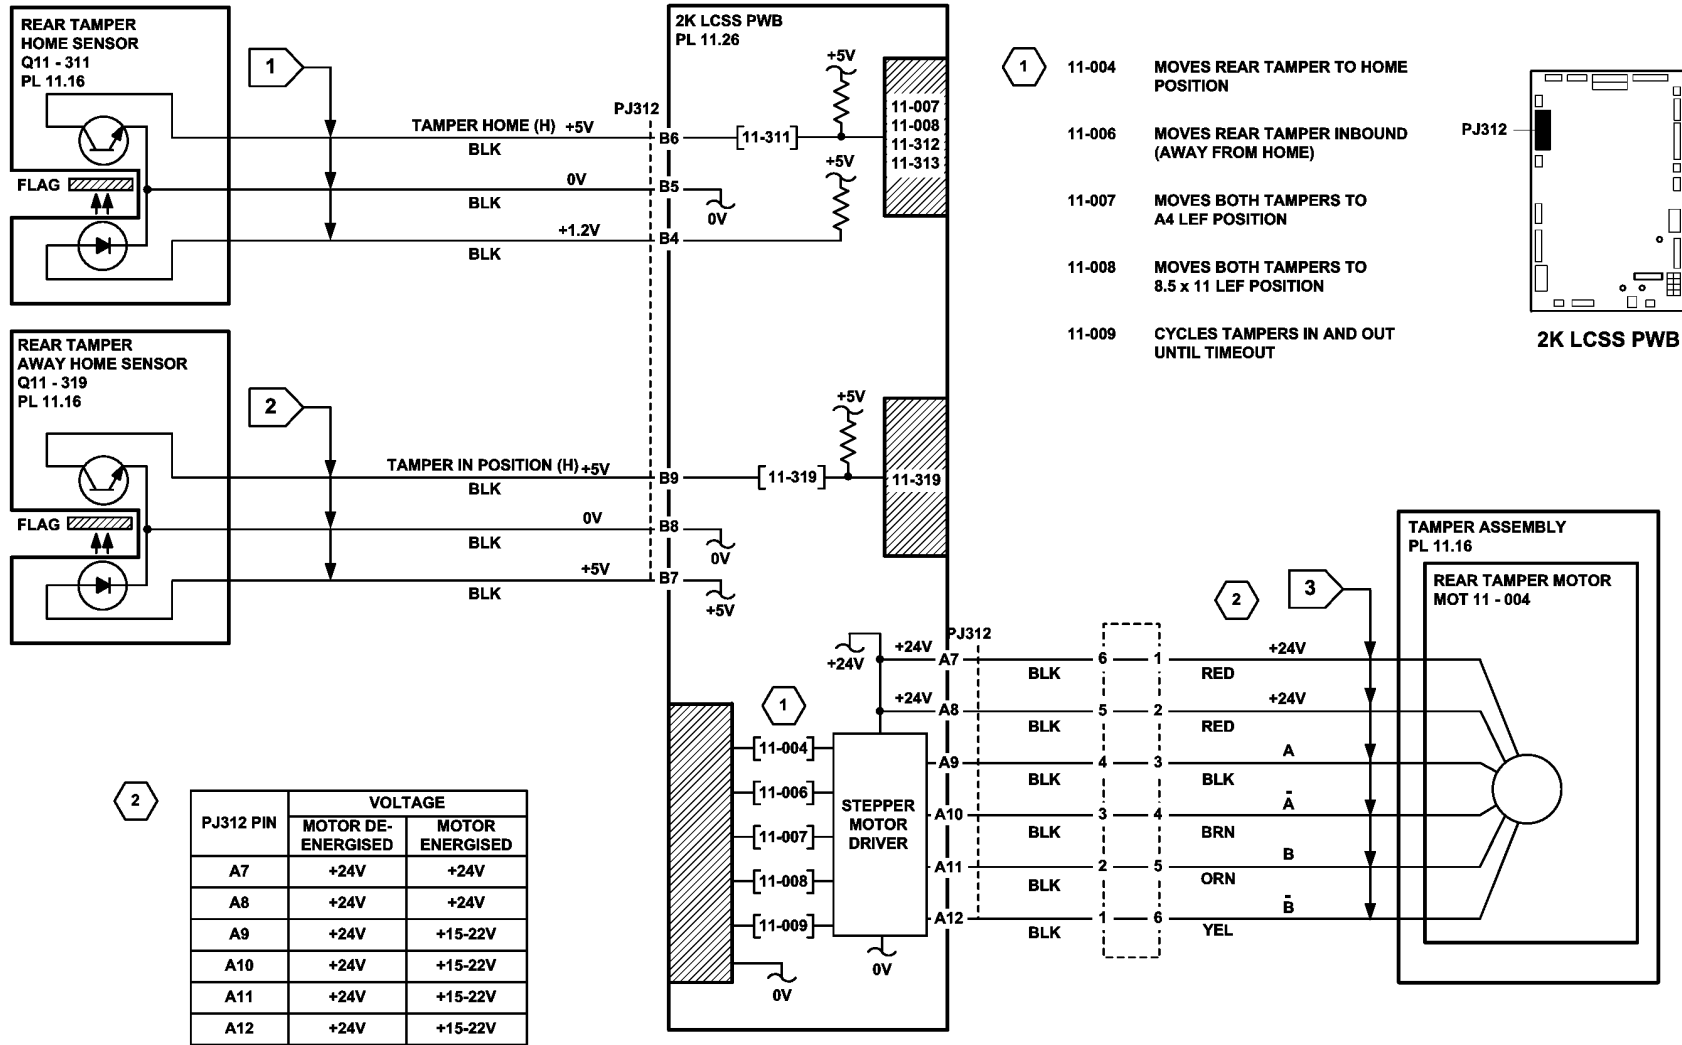 REAR TAMPER
HOME SENSOR
Q11 - 311
PL 11.16
FLAG
1
TAMPER HOME (H) +5V
BLK
0V
BLK
+1.2V
BLK
REAR TAMPER
AWAY HOME SENSOR
Q11 - 319
PL 11.16
FLAG
2
TAMPER IN POSITION (H) +5V
BLK
0V
BLK
+5V
BLK
2K LCSS PWB
PL 11.26
PJ312
B6
B5
B4
[11-311]
+5V
+5V
0V
11-007
11-008
11-312
11-313
B9
B8
B7
[11-319]
+5V
0V
+5V
11-319
1
11-004 MOVES REAR TAMPER TO HOME
POSITION
11-006 MOVES REAR TAMPER INBOUND
(AWAY FROM HOME)
11-007 MOVES BOTH TAMPERS TO
A4 LEF POSITION
11-008 MOVES BOTH TAMPERS TO
8.5 x 11 LEF POSITION
11-009 CYCLES TAMPERS IN AND OUT
UNTIL TIMEOUT
PJ312
2K LCSS PWB
1
[11-004]
[11-006]
[11-007]
[11-008]
[11-009]
0V
STEPPER
MOTOR
DRIVER
0V
+24V
PJ312
+24V A7
+24V A8
A9
A10
A11
A12
BLK 6 1 RED +24V
BLK 5 2 RED +24V
BLK 4 3 BLK A
BLK 3 4 BRN Ā
BLK 2 5 ORN B
BLK 1 6 YEL B̄
2
3
TAMPER ASSEMBLY
PL 11.16
REAR TAMPER MOTOR
MOT 11 - 004
2
PJ312 PIN VOLTAGE
MOTOR DE-
ENERGISED
MOTOR
ENERGISED
A7 +24V +24V
A8 +24V +24V
A9 +24V +15-22V
A10 +24V +15-22V
A11 +24V +15-22V
A12 +24V +15-22V